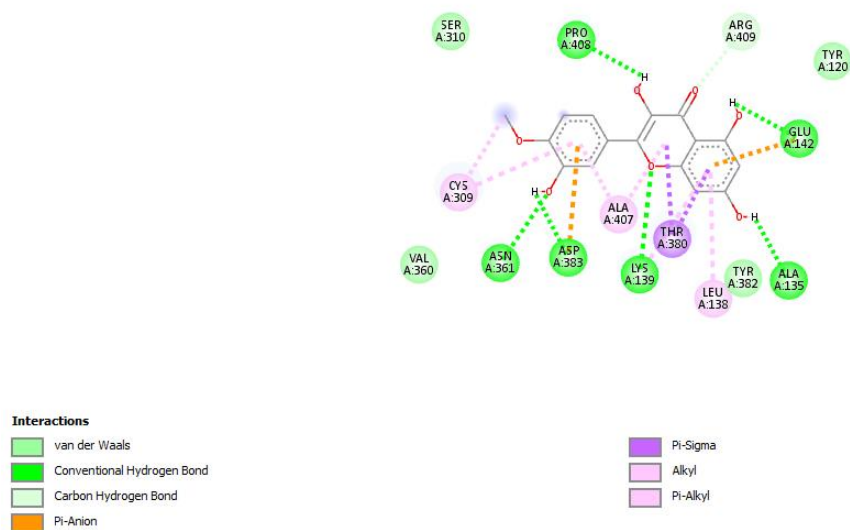 SER
A:310
PRO
A:408
ARG
A:409
TYR
A:120
H
O
O
H
O
GLU
A:142
O
O
CYS
A:309
H
O
ALA
A:407
O
H
THR
A:380
VAL
A:360
ASN
A:361
ASP
A:383
LYS
A:139
TYR
A:382
ALA
A:135
LEU
A:138
Interactions
van der Waals
Conventional Hydrogen Bond
Carbon Hydrogen Bond
Pi-Anion
Pi-Sigma
Alkyl
Pi-Alkyl